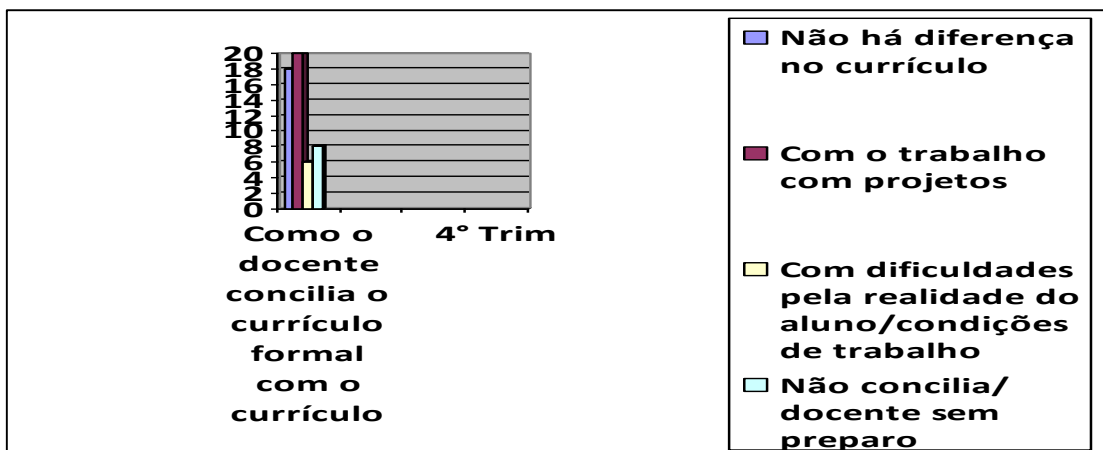 20
18
16
14
12
10
8
6
4
2
0
Como o
docente
concilia o
currículo
formal
com o
currículo
4° Trim
Não há diferença
no currículo
Com o trabalho
com projetos
Com dificuldades
pela realidade do
aluno/condições
de trabalho
Não concilia/
docente sem
preparo